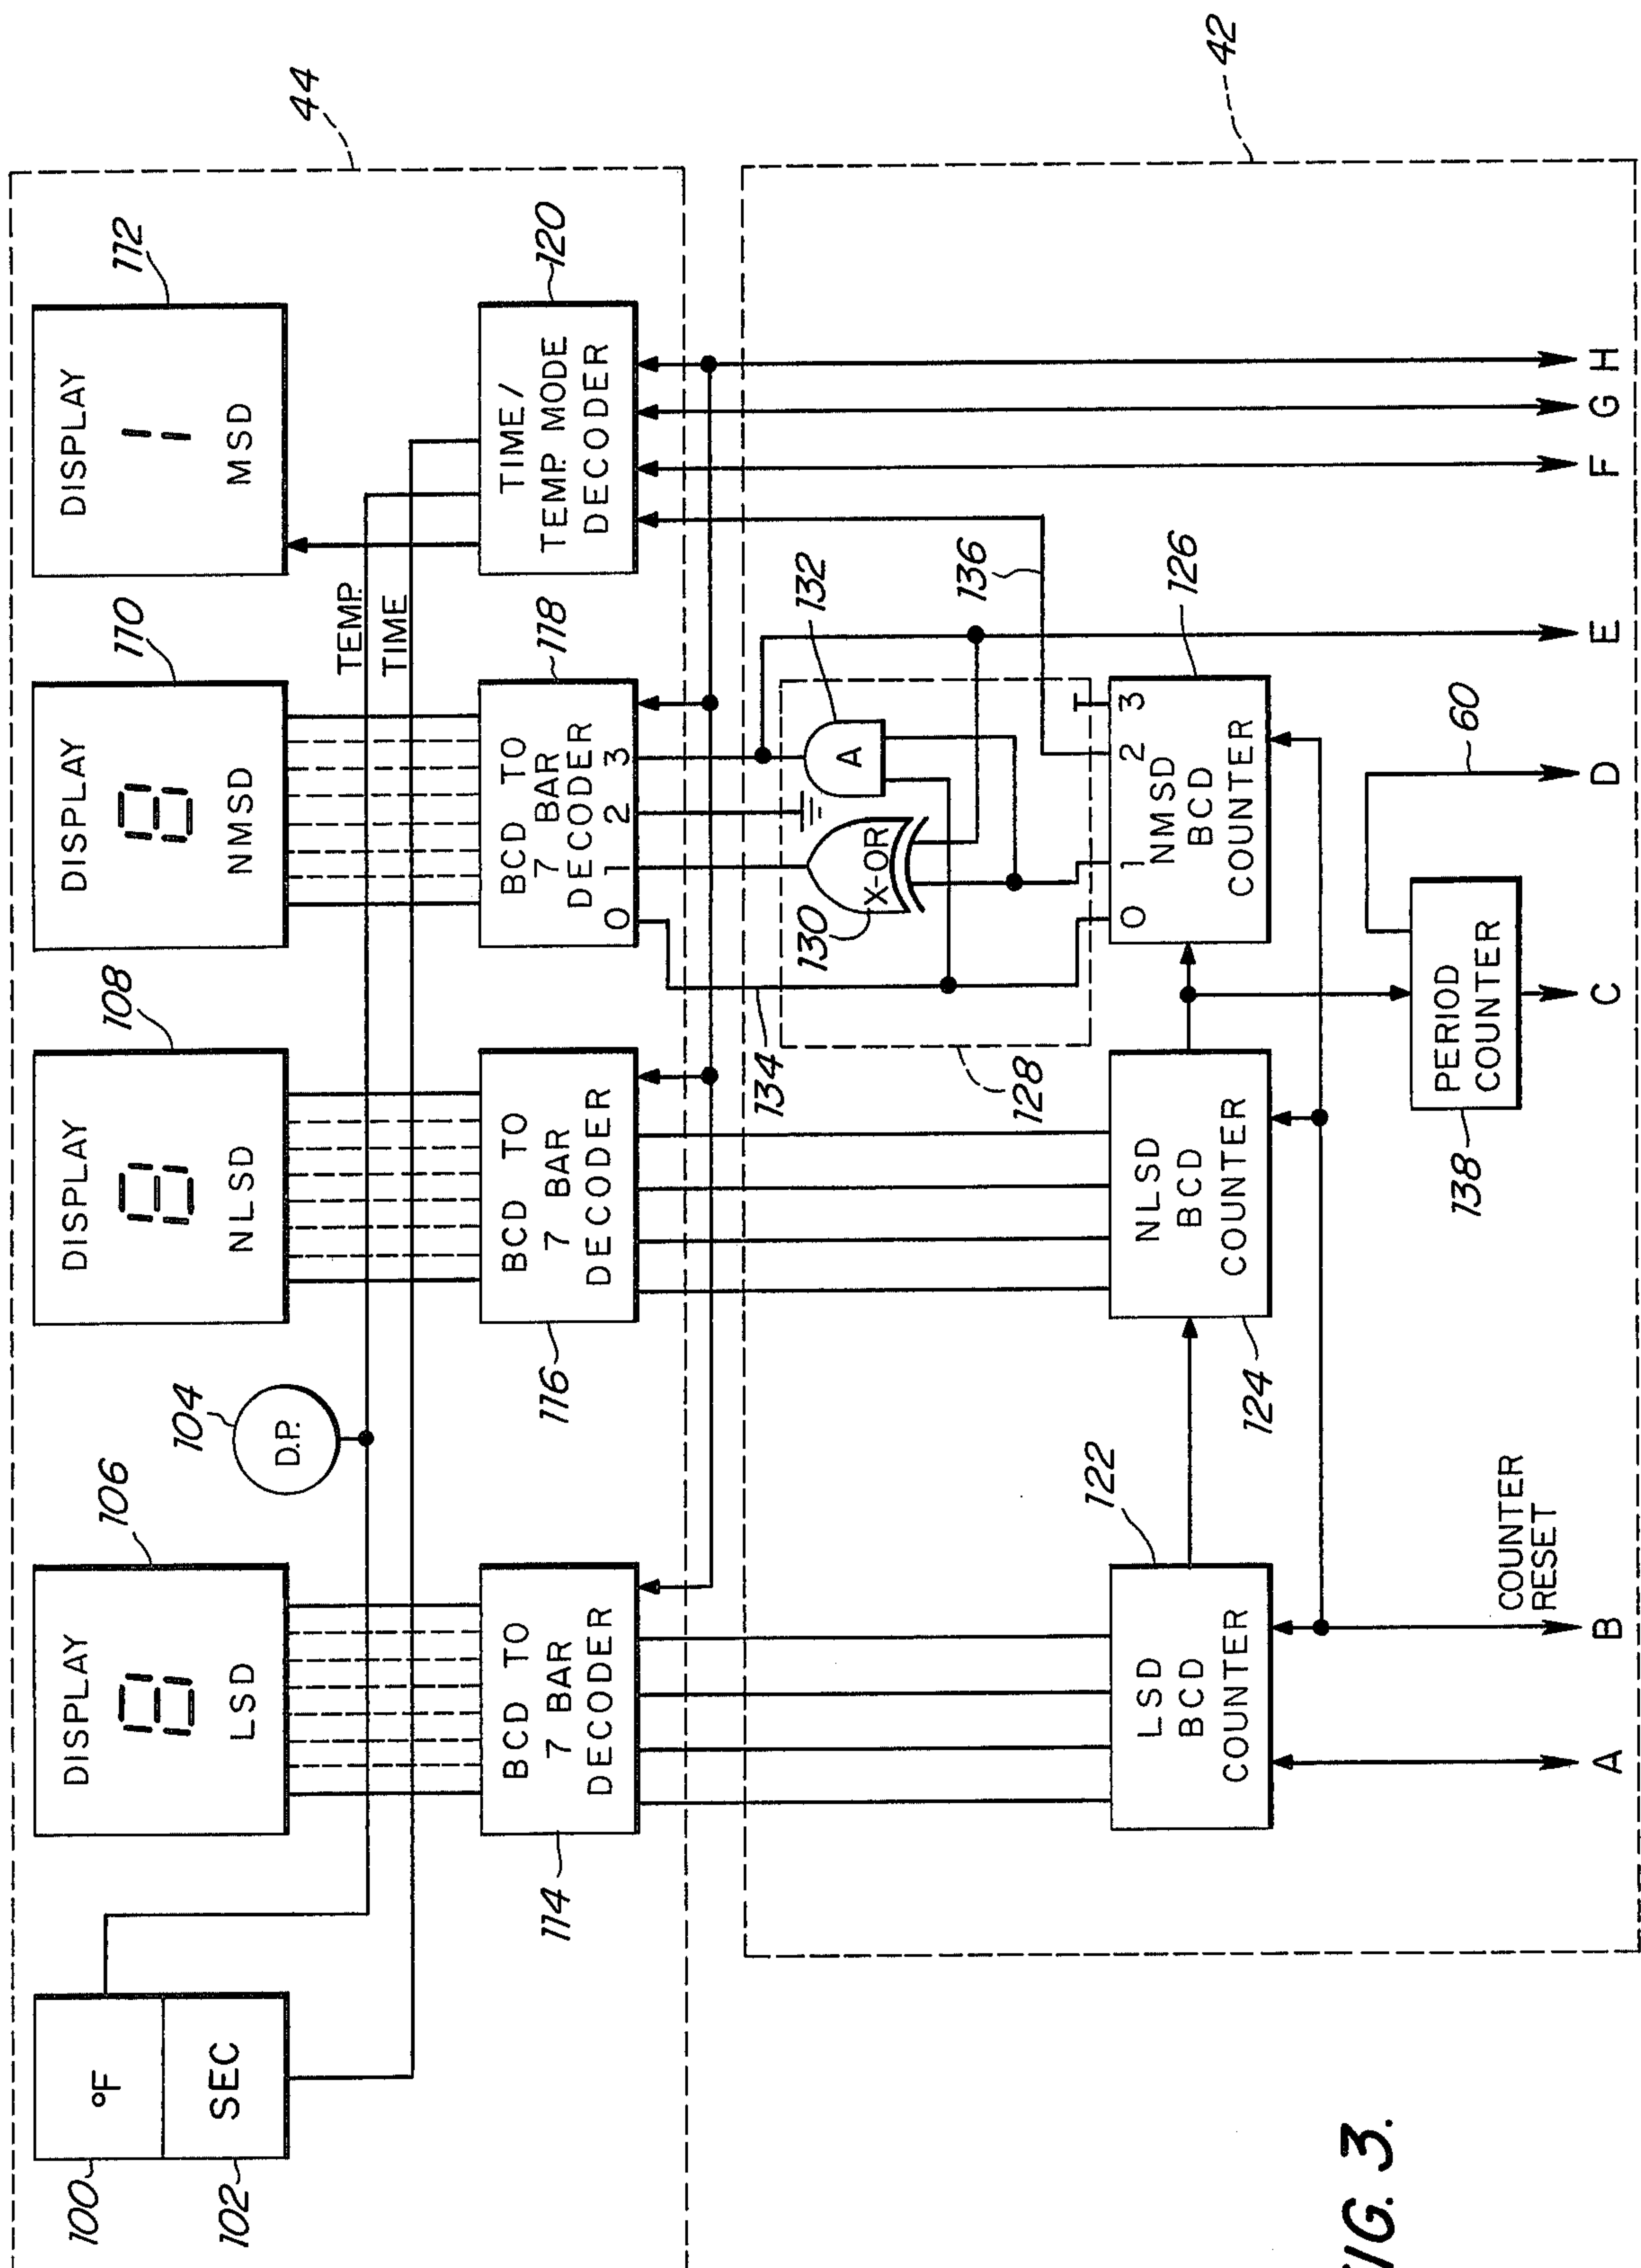 44
100
°F
102
SEC
106
DISPLAY
LSD
104
D.P.
108
DISPLAY
NLSD
110
DISPLAY
NMSD
112
DISPLAY
MSD
TEMP.
TIME
114
BCD TO
7 BAR
DECODER
116
BCD TO
7 BAR
DECODER
118
BCD TO
7 BAR
DECODER
0 1 2 3
120
TIME/
TEMP. MODE
DECODER
42
134
128
130
X-OR
132
A
136
122
LSD
BCD
COUNTER
124
NLSD
BCD
COUNTER
126
0 1 2 3
NMSD
BCD
COUNTER
138
PERIOD
COUNTER
60
COUNTER
RESET
A B C D E F G H
FIG. 3.